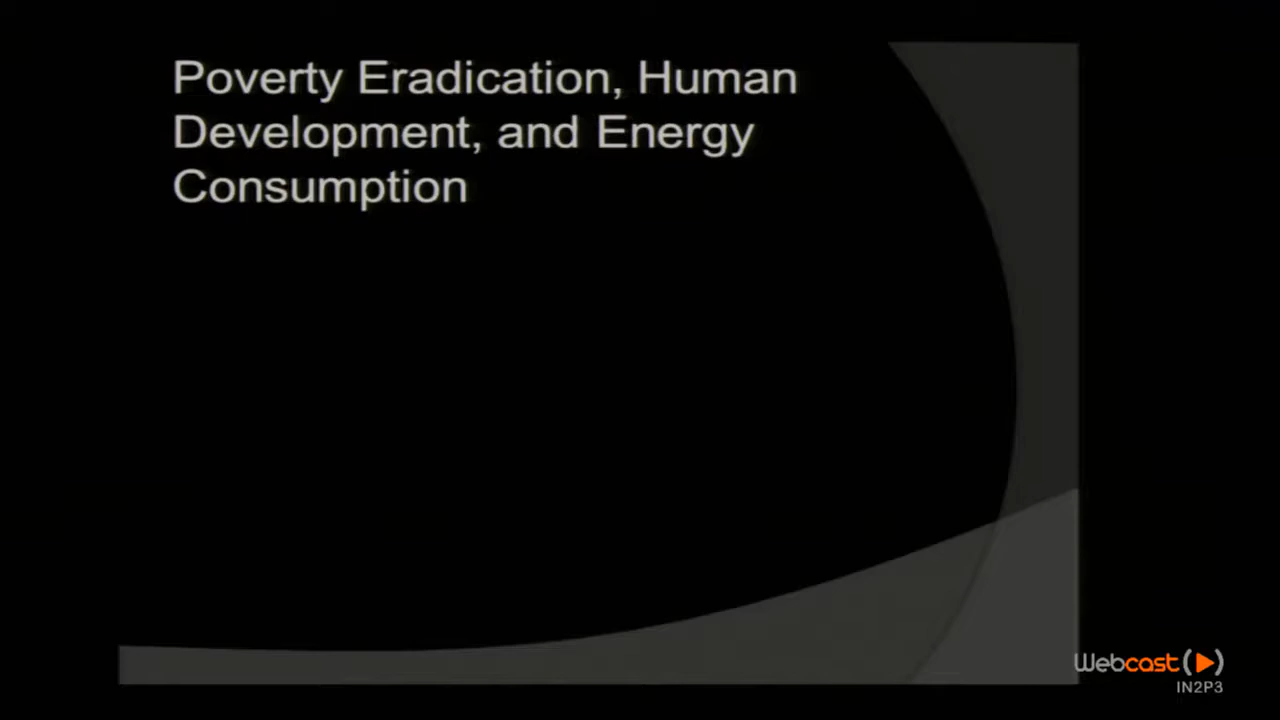 Poverty Eradication, Human
Development, and Energy
Consumption
Webcast
IN2P3